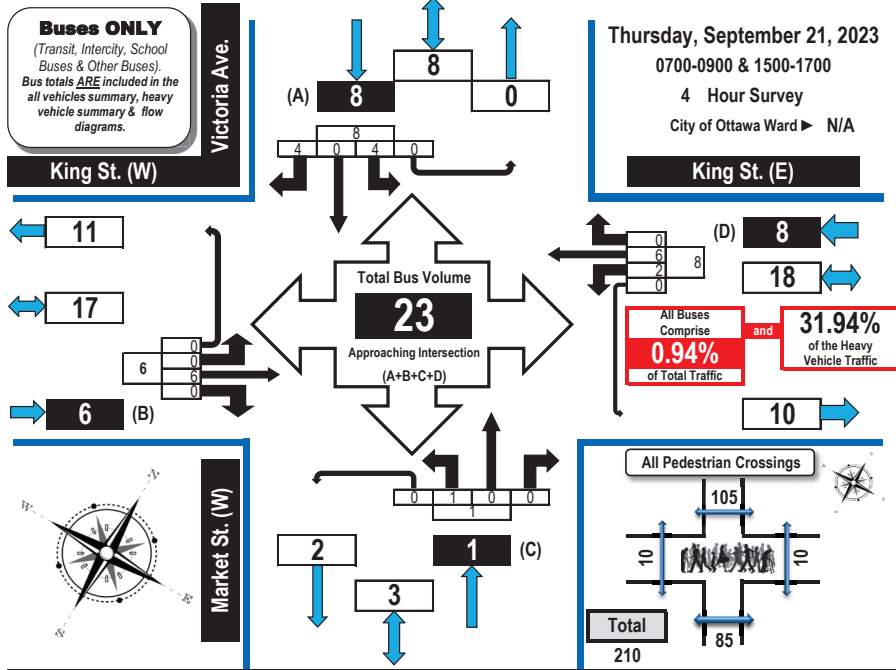 Buses ONLY
(Transit, Intercity, School
Buses & Other Buses).
Bus totals ARE included in the
all vehicles summary, heavy
vehicle summary & flow
diagrams.
Victoria Ave.
King St. (W)
8
(A)
8
0
8
4 0 4 0
Thursday, September 21, 2023
0700-0900 & 1500-1700
4 Hour Survey
City of Ottawa Ward ► N/A
King St. (E)
11
17
0
0
6
6
0
6
(B)
Total Bus Volume
23
Approaching Intersection
(A+B+C+D)
0
6
2
0
8
(D)
8
18
All Buses
Comprise
0.94%
of Total Traffic
and
31.94%
of the Heavy
Vehicle Traffic
10
N
W
E
S
Market St. (W)
0 1 0 0
1
2
1
(C)
3
All Pedestrian Crossings
105
10
10
85
Total
210